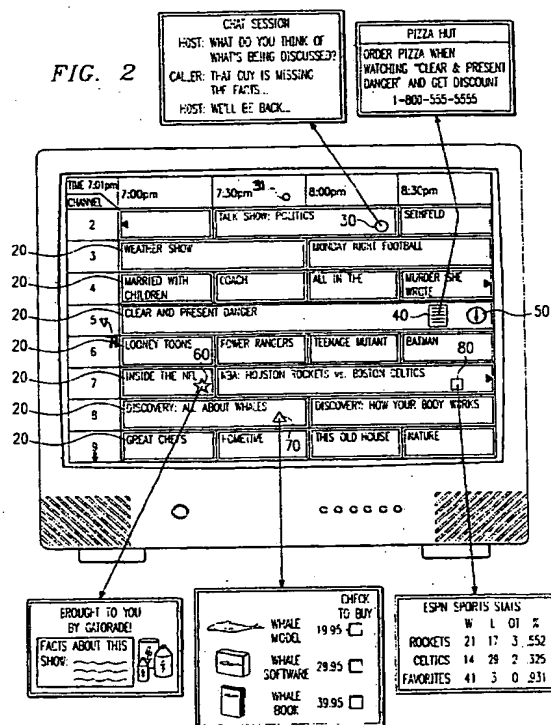 FIG. 2
CHAT SESSION
HOST: WHAT DO YOU THINK OF
WHAT'S BEING DISCUSSED?
CALLER: THAT GUY IS MISSING
THE FACTS...
HOST: WE'LL BE BACK...
PIZZA HUT
ORDER PIZZA WHEN
WATCHING "CLEAR & PRESENT
DANGER" AND GET DISCOUNT
1-800-555-5555
TIME 7:01pm 7:00pm 7:30pm 8:00pm 8:30pm
CHANNEL
2 TALK SHOW: POLITICS 30 SEINFELD
20 3 WEATHER SHOW MONDAY NIGHT FOOTBALL
20 4 MARRIED WITH CHILDREN COACH ALL IN THE MURDER SHE WROTE
20 5 CLEAR AND PRESENT DANGER 40 50
20 6 LOONEY TOONS 60 POWER RANGERS TEENAGE MUTANT BATMAN 80
20 7 INSIDE THE NFL NBA: HOUSTON ROCKETS vs. BOSTON CELTICS
20 8 DISCOVERY: ALL ABOUT WHALES DISCOVERY: HOW YOUR BODY WORKS
20 9 GREAT CHEFS HOMETIME 70 THIS OLD HOUSE NATURE
BROUGHT TO YOU
BY GATORADE!
FACTS ABOUT THIS
SHOW:
CHECK
TO BUY
WHALE
MODEL 19.95
WHALE
SOFTWARE 29.95
WHALE
BOOK 39.95
ESPN SPORTS STATS
W L OT %
ROCKETS 21 17 3 .552
CELTICS 14 29 2 .325
FAVORITES 41 3 0 .931